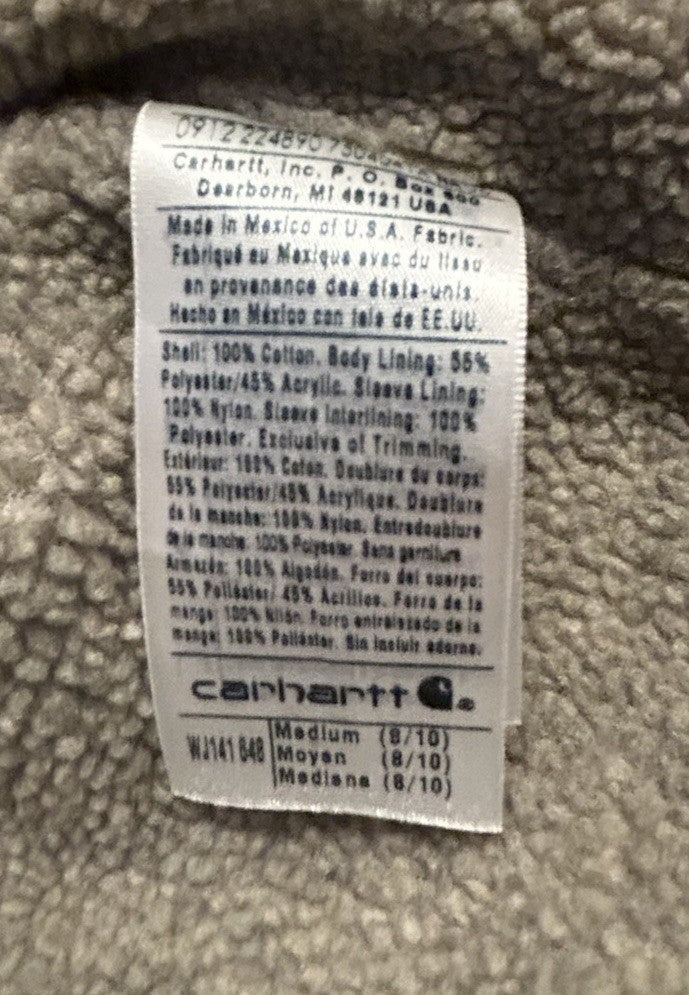 Carhartt, Inc. P. O. Box 600
Dearborn, MI 48121 USA
Made in Mexico of U.S.A. Fabric.
Fabriqué au Mexique avec du tissu
en provenance des états-unis.
Hecho en México con tela de EE.UU.
Shell: 100% Cotton. Body Lining: 55%
Polyester/45% Acrylic. Sleeve Lining:
100% Nylon. Sleeve Interlining: 100%
Polyester. Exclusive of Trimming.
Extérieur: 100% Coton. Doublure du corps:
55% Polyester/45% Acrylique. Doublure
de la manche: 100% Nylon. Entredoublure
de la manche: 100% Polyester. Sans garniture
Armazón: 100% Algodón. Forro del cuerpo:
55% Poliéster/ 45% Acrílico. Forro de la
manga: 100% Nilón. Forro entrelazado de la
manga: 100% Poliéster. Sin incluir adorno.
carhartt
WJ141 848
Medium (8/10)
Moyen (8/10)
Mediana (8/10)